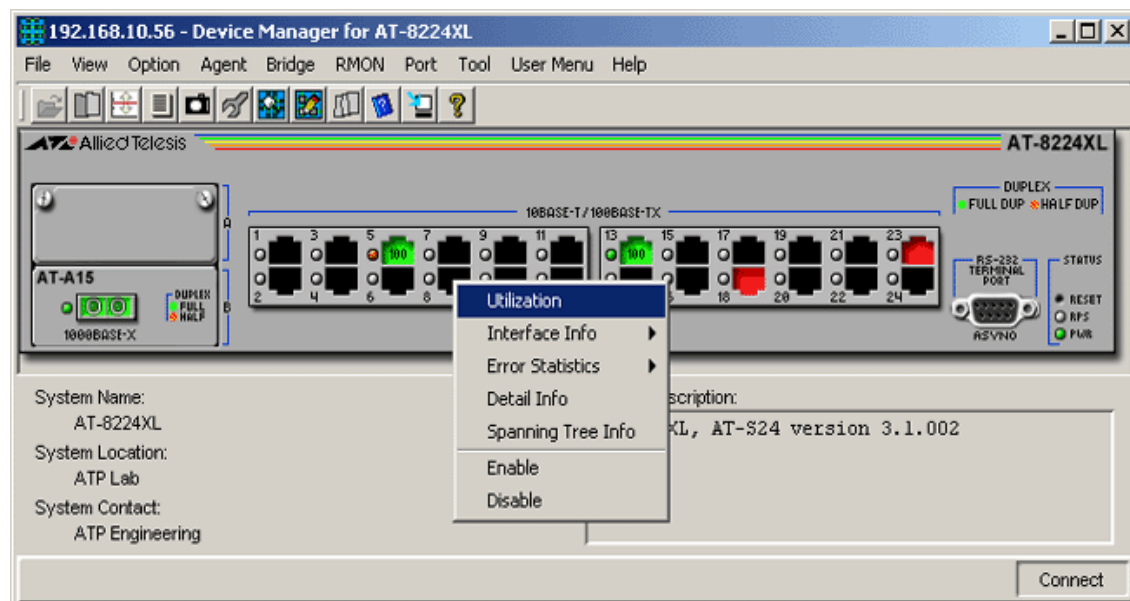 192.168.10.56 - Device Manager for AT-8224XL
File View Option Agent Bridge RMON Port Tool User Menu Help
Allied Telesis
AT-8224XL
DUPLEX
FULL DUP HALF DUP
10BASE-T/100BASE-TX
A
1 3 5 7 9 11 13 15 17 19 21 23
100 100
RS-232
TERMINAL
PORT
STATUS
AT-A15
DUPLEX
FULL
HALF
B
2 4 6 8 18 20 22 24
RESET
RPS
PWR
1000BASE-X
ASYNO
Utilization
Interface Info
Error Statistics
Detail Info
Spanning Tree Info
Enable
Disable
System Name:
AT-8224XL
System Location:
ATP Lab
System Contact:
ATP Engineering
scription:
XL, AT-S24 version 3.1.002
Connect